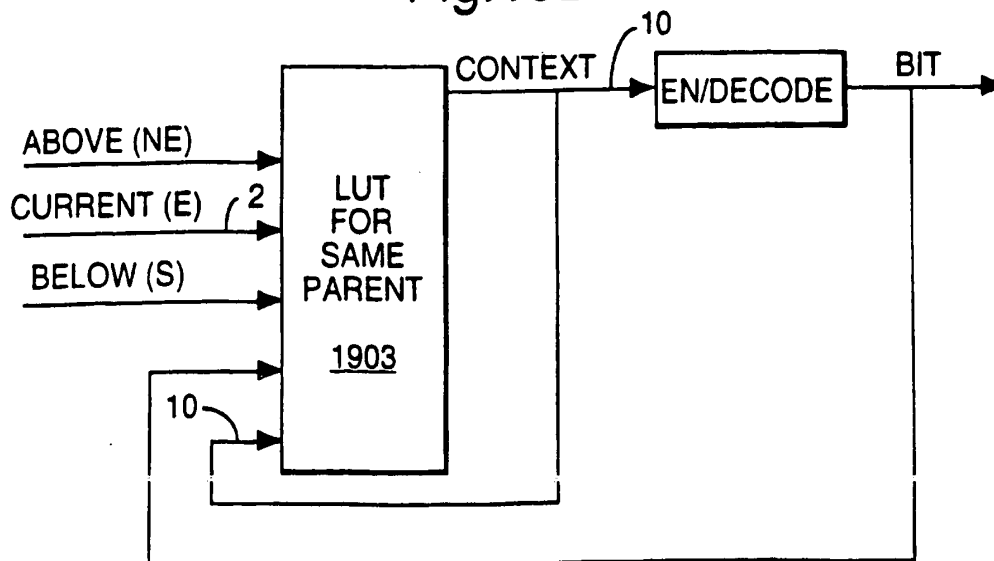 10
CONTEXT
EN/DECODE
BIT
ABOVE (NE)
CURRENT (E)
2
BELOW (S)
LUT
FOR
SAME
PARENT
1903
10